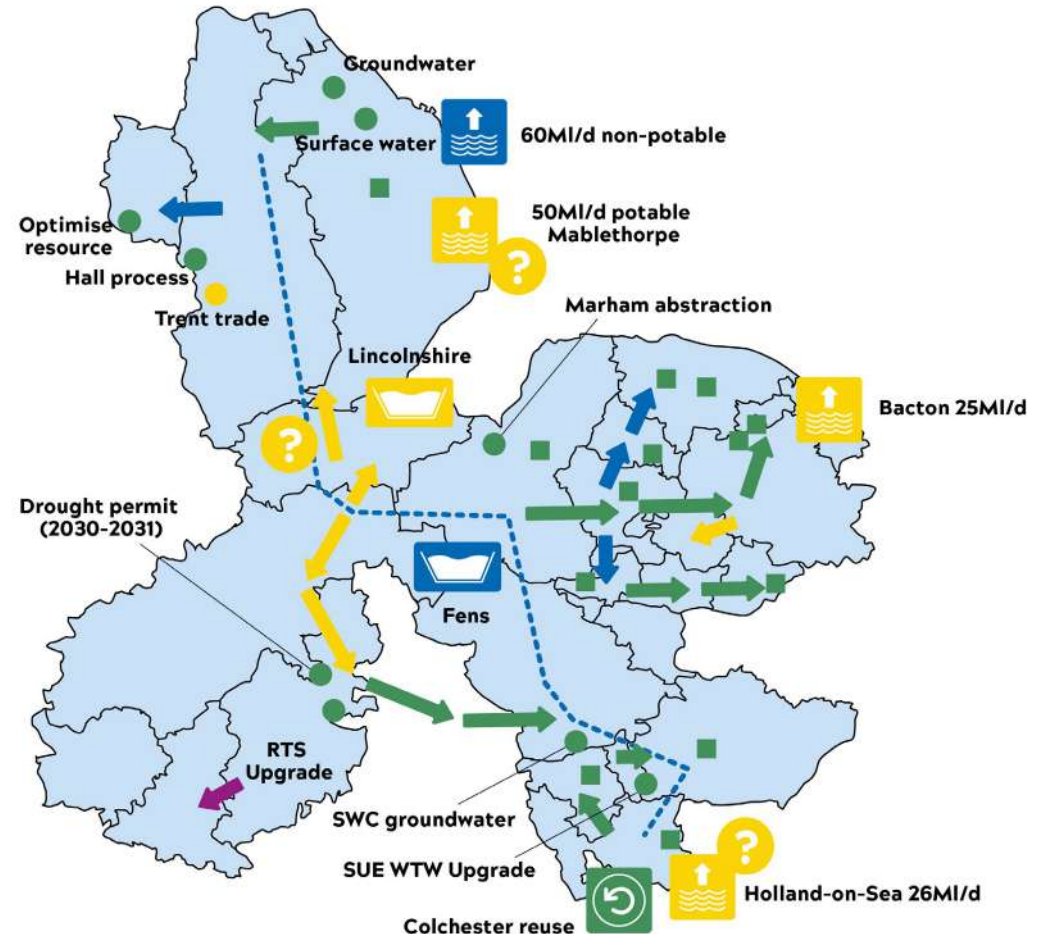 Groundwater
Surface water
60Ml/d non-potable
50Ml/d potable
Mablethorpe
?
Optimise
resource
Hall process
Trent trade
Marham abstraction
Lincolnshire
?
Bacton 25Ml/d
Drought permit
(2030-2031)
Fens
RTS
Upgrade
SWC groundwater
SUE WTW Upgrade
?
Holland-on-Sea 26Ml/d
Colchester reuse